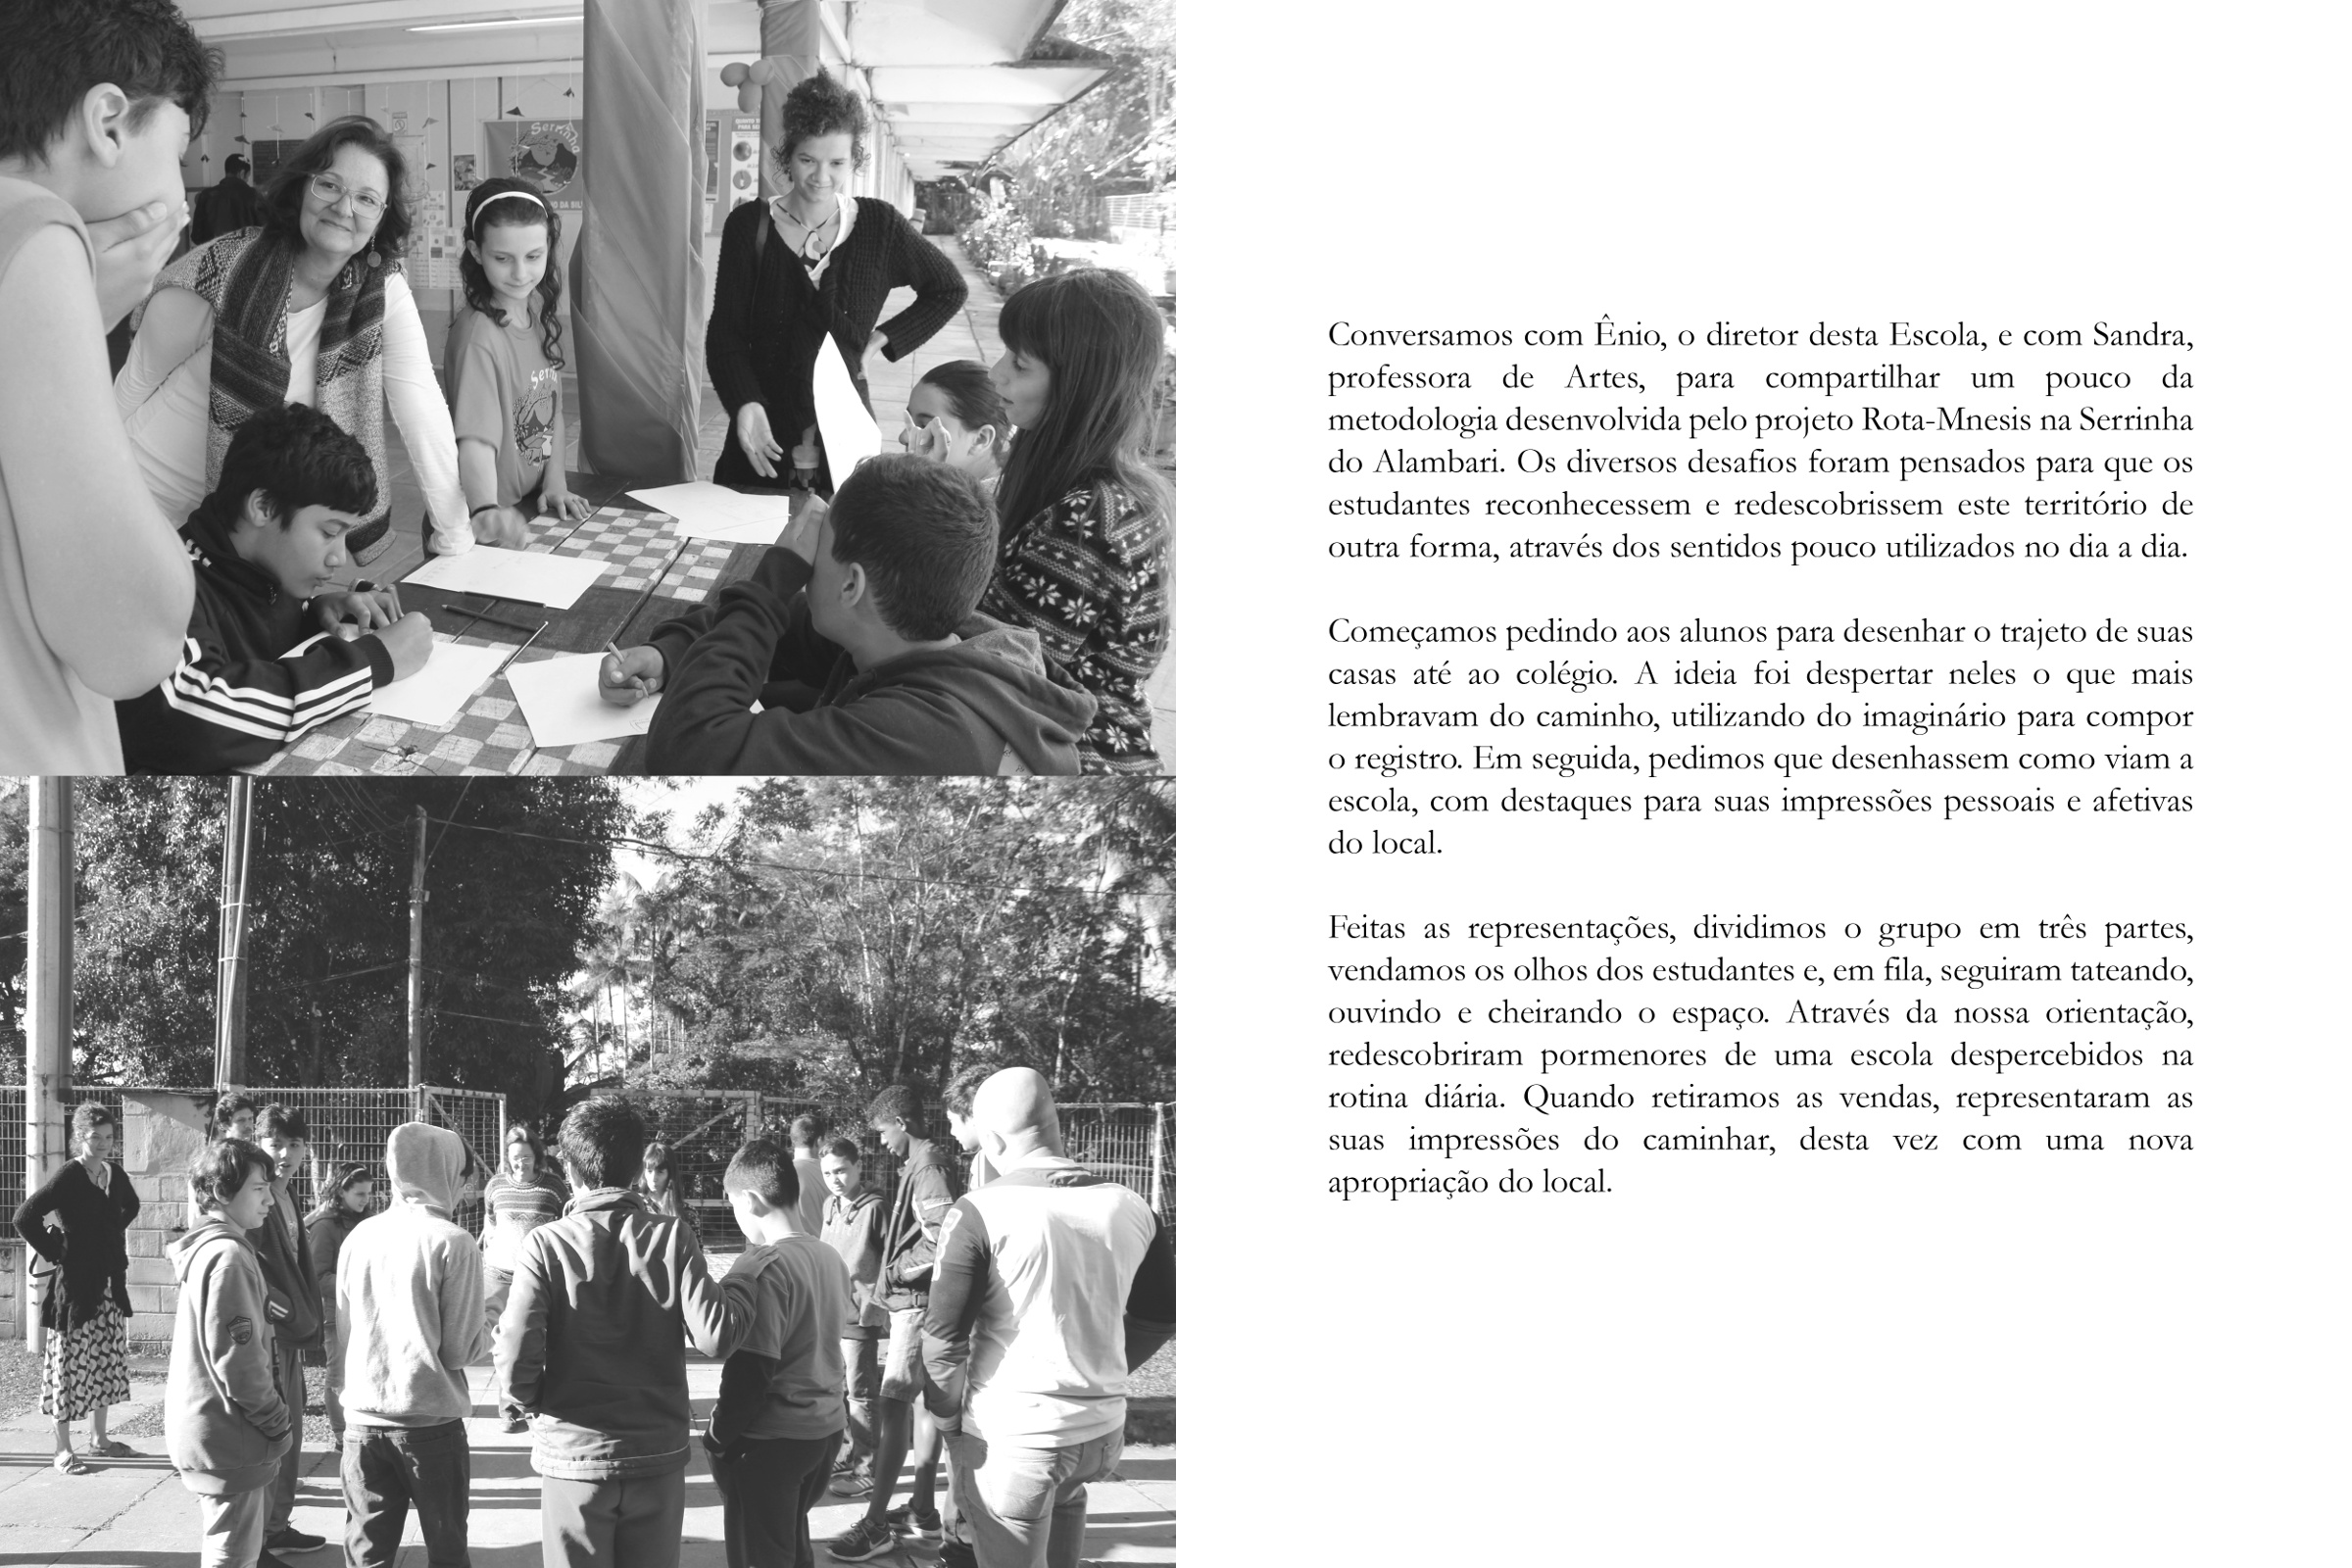 Serrinha
O DA SILV
Serri
Conversamos com Ênio, o diretor desta Escola, e com Sandra,
professora de Artes, para compartilhar um pouco da
metodologia desenvolvida pelo projeto Rota-Mnesis na Serrinha
do Alambari. Os diversos desafios foram pensados para que os
estudantes reconhecessem e redescobrissem este território de
outra forma, através dos sentidos pouco utilizados no dia a dia.
Começamos pedindo aos alunos para desenhar o trajeto de suas
casas até ao colégio. A ideia foi despertar neles o que mais
lembravam do caminho, utilizando do imaginário para compor
o registro. Em seguida, pedimos que desenhassem como viam a
escola, com destaques para suas impressões pessoais e afetivas
do local.
Feitas as representações, dividimos o grupo em três partes,
vendamos os olhos dos estudantes e, em fila, seguiram tateando,
ouvindo e cheirando o espaço. Através da nossa orientação,
redescobriram pormenores de uma escola despercebidos na
rotina diária. Quando retiramos as vendas, representaram as
suas impressões do caminhar, desta vez com uma nova
apropriação do local.